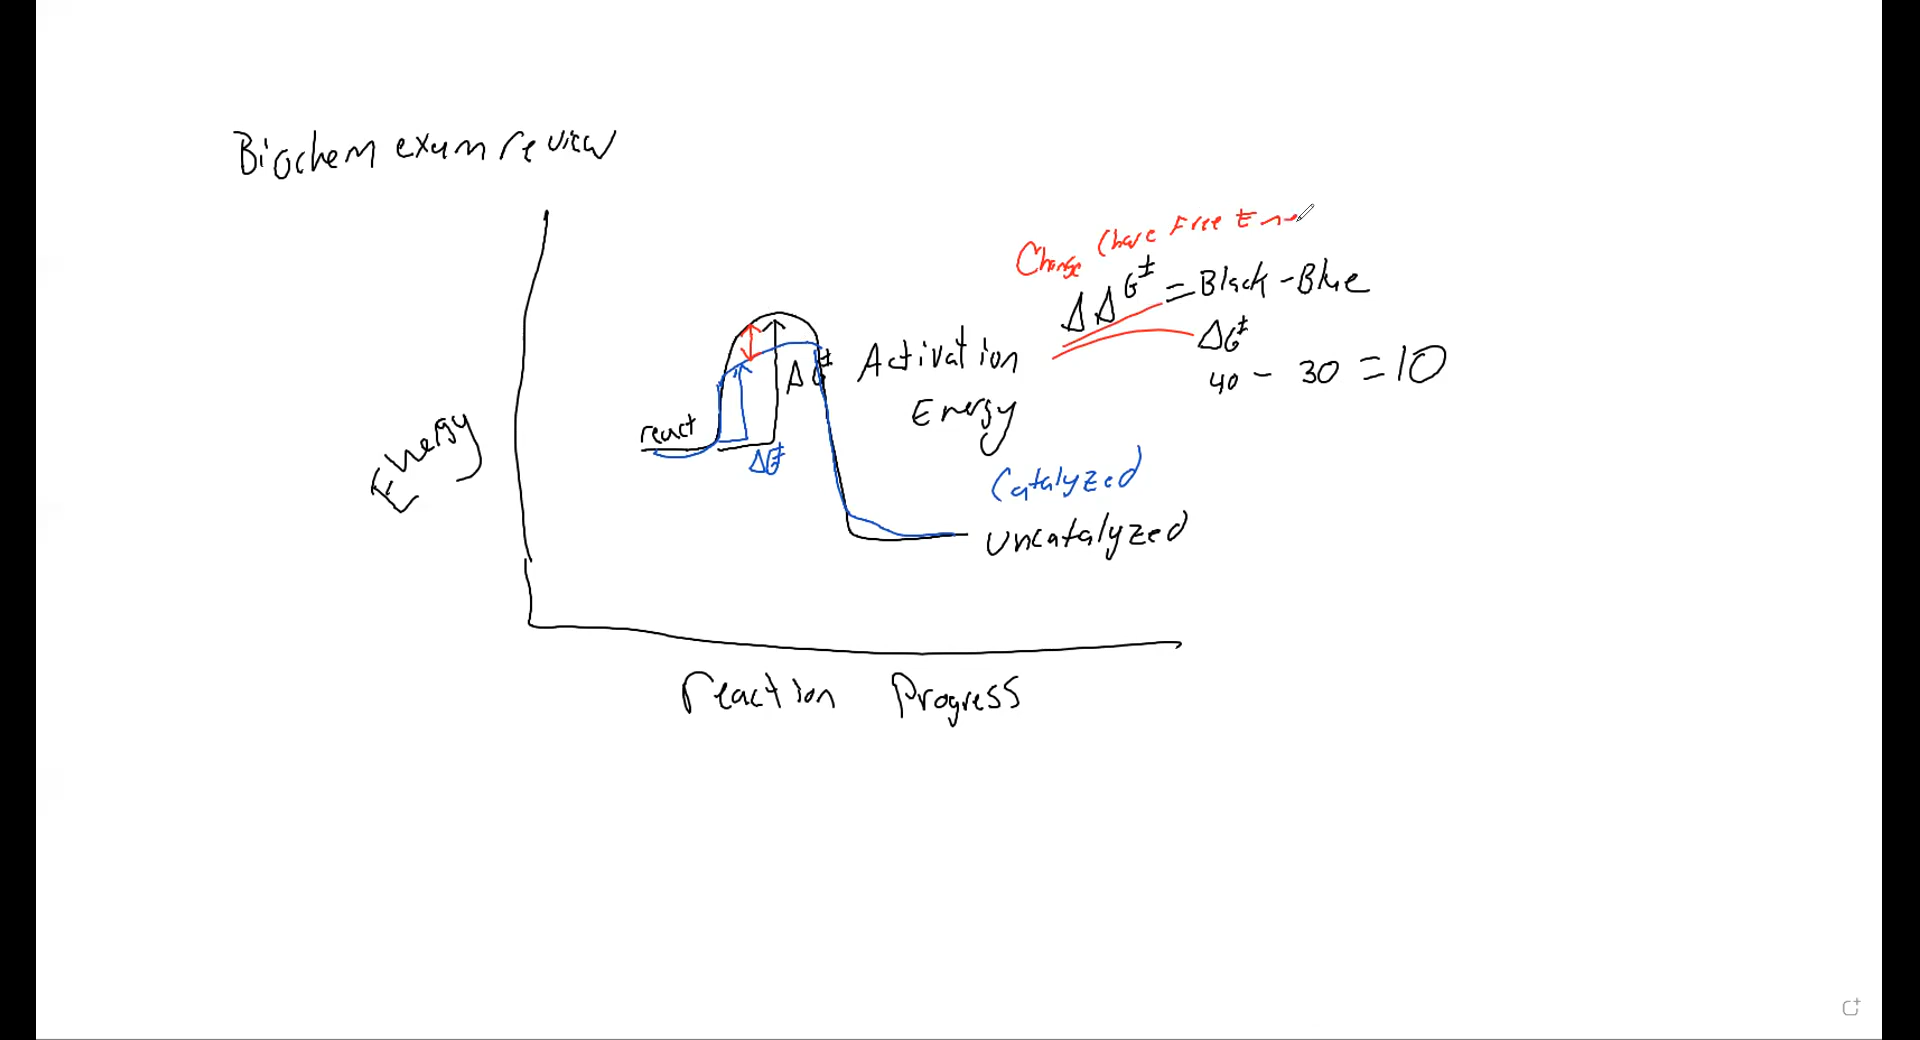 Biochem exam review
Change Change Free Ene
ΔΔG‡ = Black - Blue
ΔG‡
40 - 30 = 10
ΔG‡ Activation
Energy
react
ΔG‡
Energy
Catalyzed
Uncatalyzed
reaction Progress